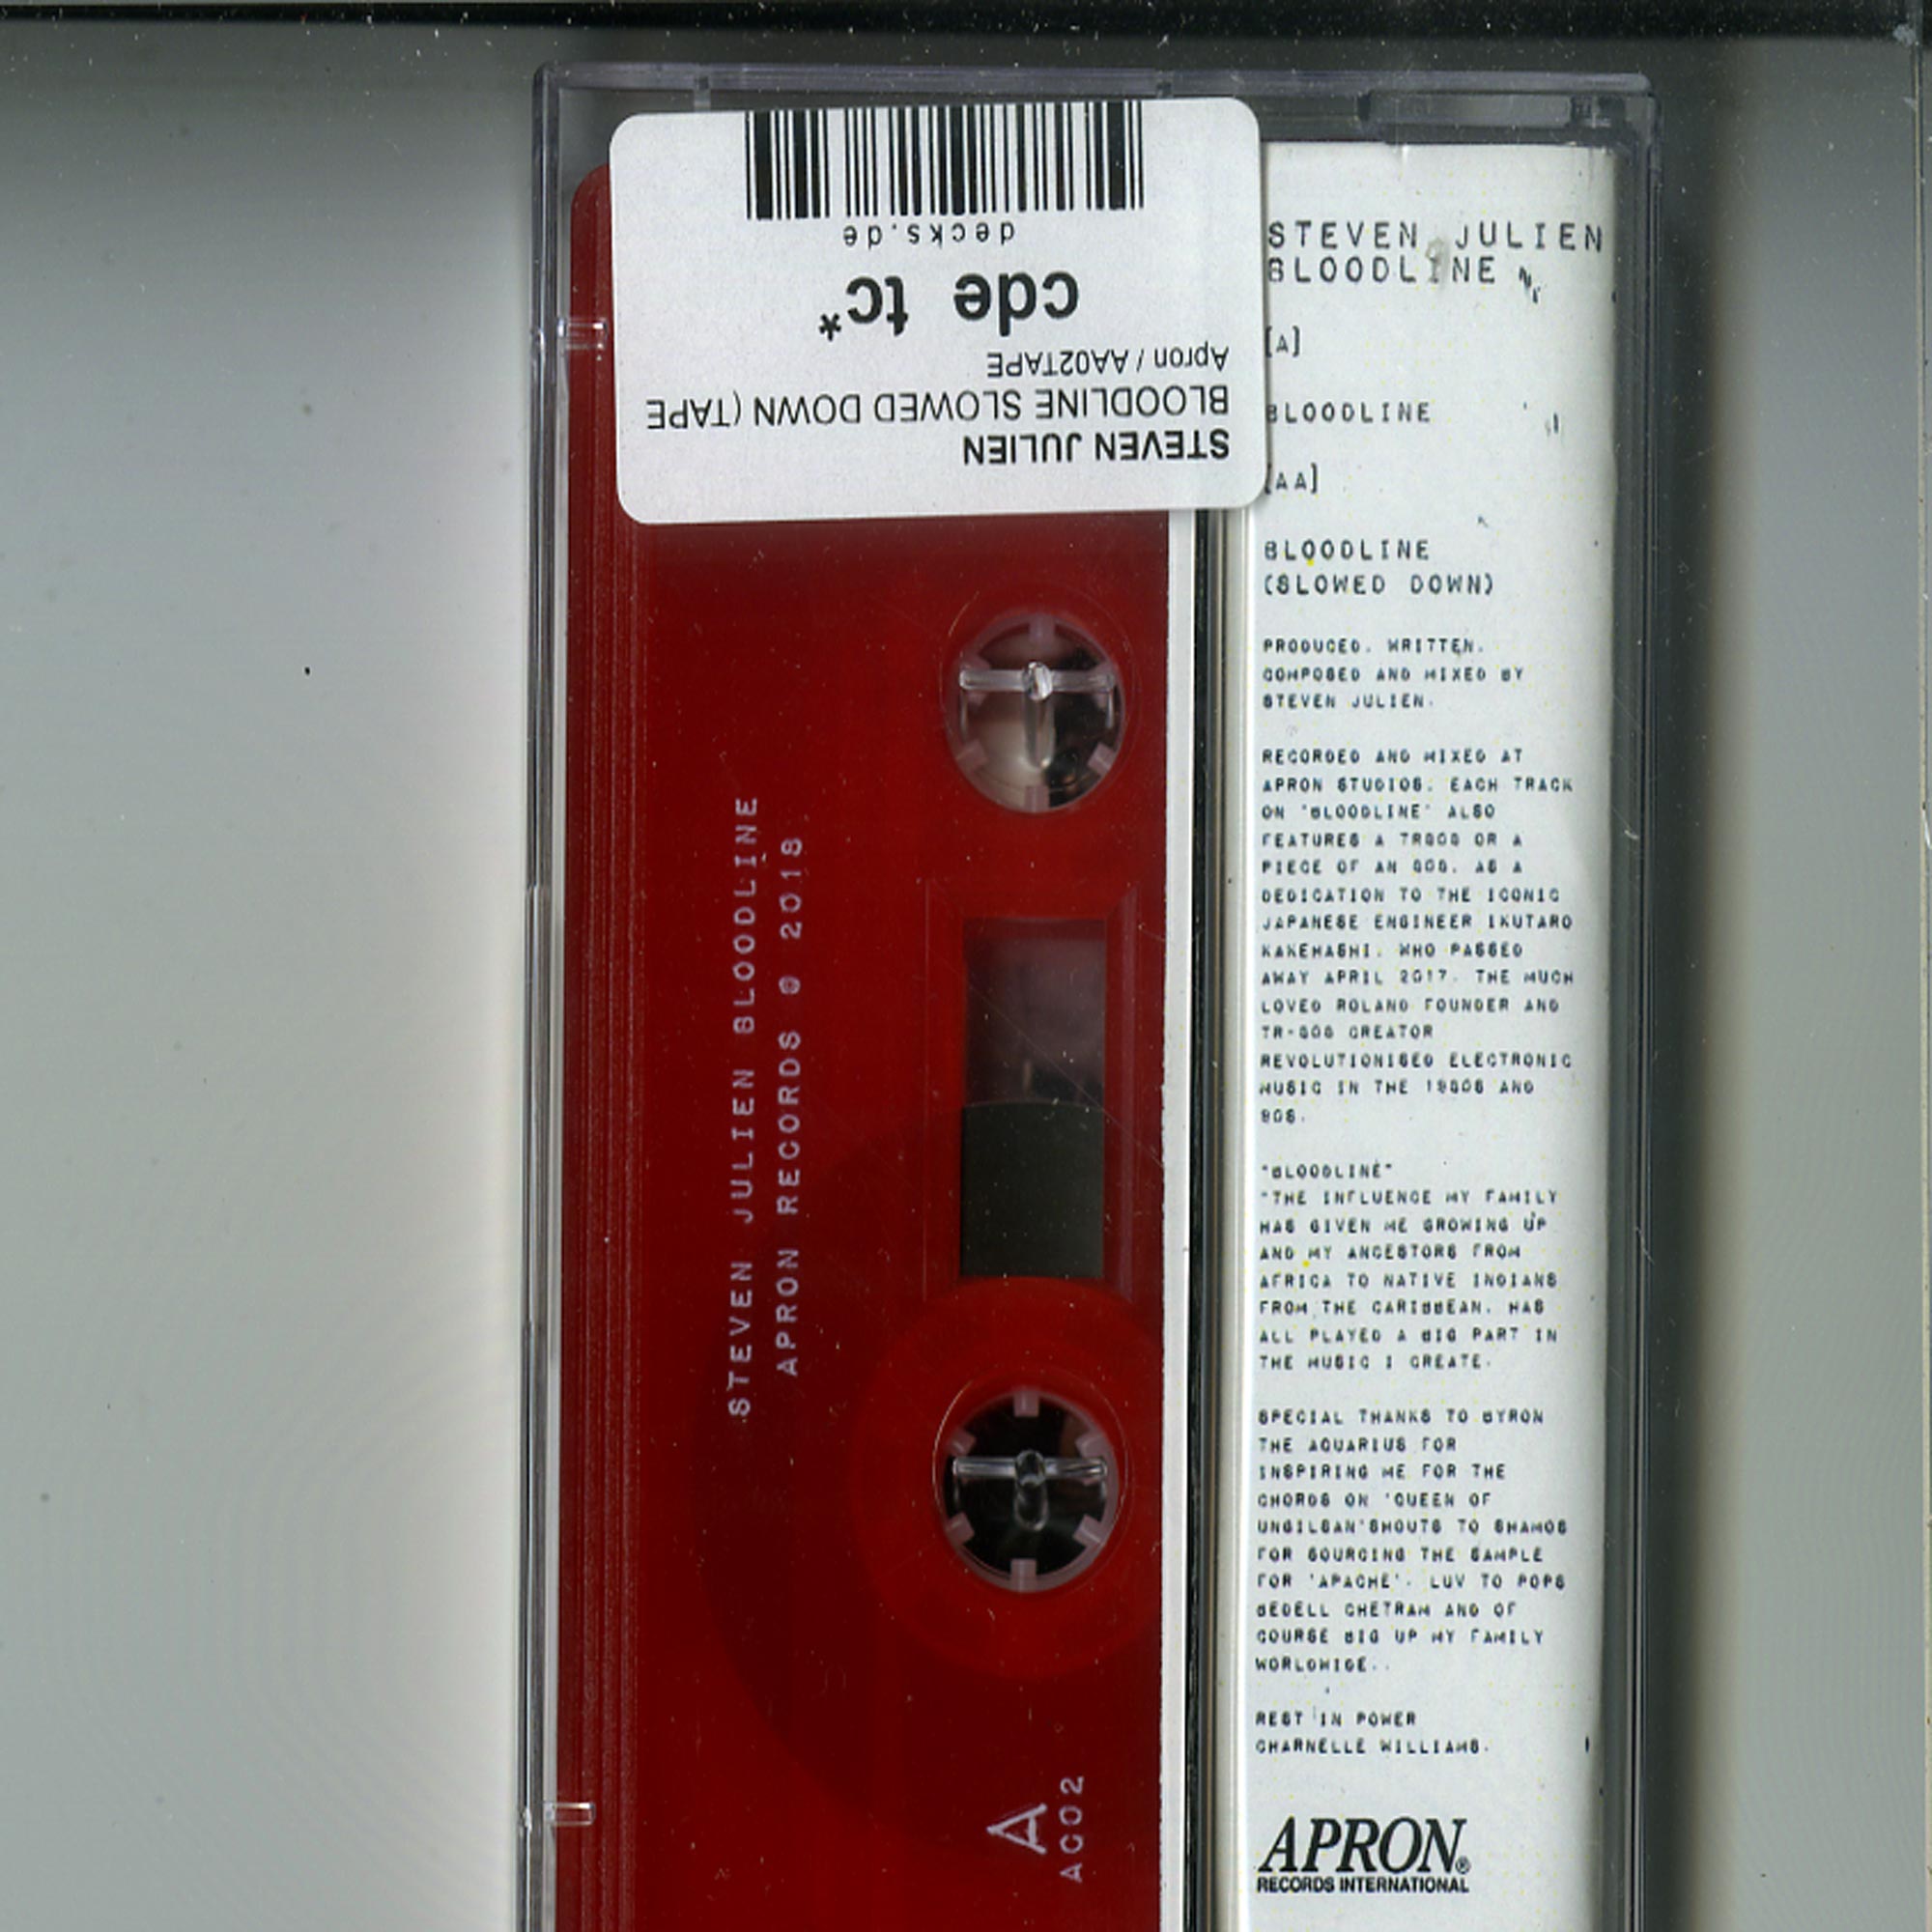 decks.de
cde tc*
Apron / AA02TAPE
BLOODLINE SLOWED DOWN (TAPE
STEVEN JULIEN
STEVEN JULIEN BLOODLINE
APRON RECORDS @ 2018
A
AC02
STEVEN JULIEN
BLOODLINE
[A]
BLOODLINE
[AA]
BLOODLINE
(SLOWED DOWN)
PRODUCED, WRITTEN,
COMPOSED AND MIXED BY
STEVEN JULIEN.
RECORDED AND MIXED AT
APRON STUDIOS. EACH TRACK
ON 'BLOODLINE' ALSO
FEATURES A TR808 OR A
PIECE OF AN 808, AS A
DEDICATION TO THE ICONIC
JAPANESE ENGINEER IKUTARO
KAKEHASHI, WHO PASSED
AWAY APRIL 2017. THE MUCH
LOVED ROLAND FOUNDER AND
TR-808 CREATOR
REVOLUTIONISED ELECTRONIC
MUSIC IN THE 1980S AND
90S.
"BLOODLINE"
"THE INFLUENCE MY FAMILY
HAS GIVEN ME GROWING UP
AND MY ANCESTORS FROM
AFRICA TO NATIVE INDIANS
FROM THE CARIBBEAN, HAS
ALL PLAYED A BIG PART IN
THE MUSIC I CREATE.
SPECIAL THANKS TO BYRON
THE AQUARIUS FOR
INSPIRING ME FOR THE
CHORDS ON 'QUEEN OF
UNGILSAN'SHOUTS TO SHAMOS
FOR SOURCING THE SAMPLE
FOR 'APACHE'. LUV TO POPS
BEDELL CHETRAM AND OF
COURSE BIG UP MY FAMILY
WORLDWIDE..
REST IN POWER
CHARNELLE WILLIAMS.
APRON®
RECORDS INTERNATIONAL